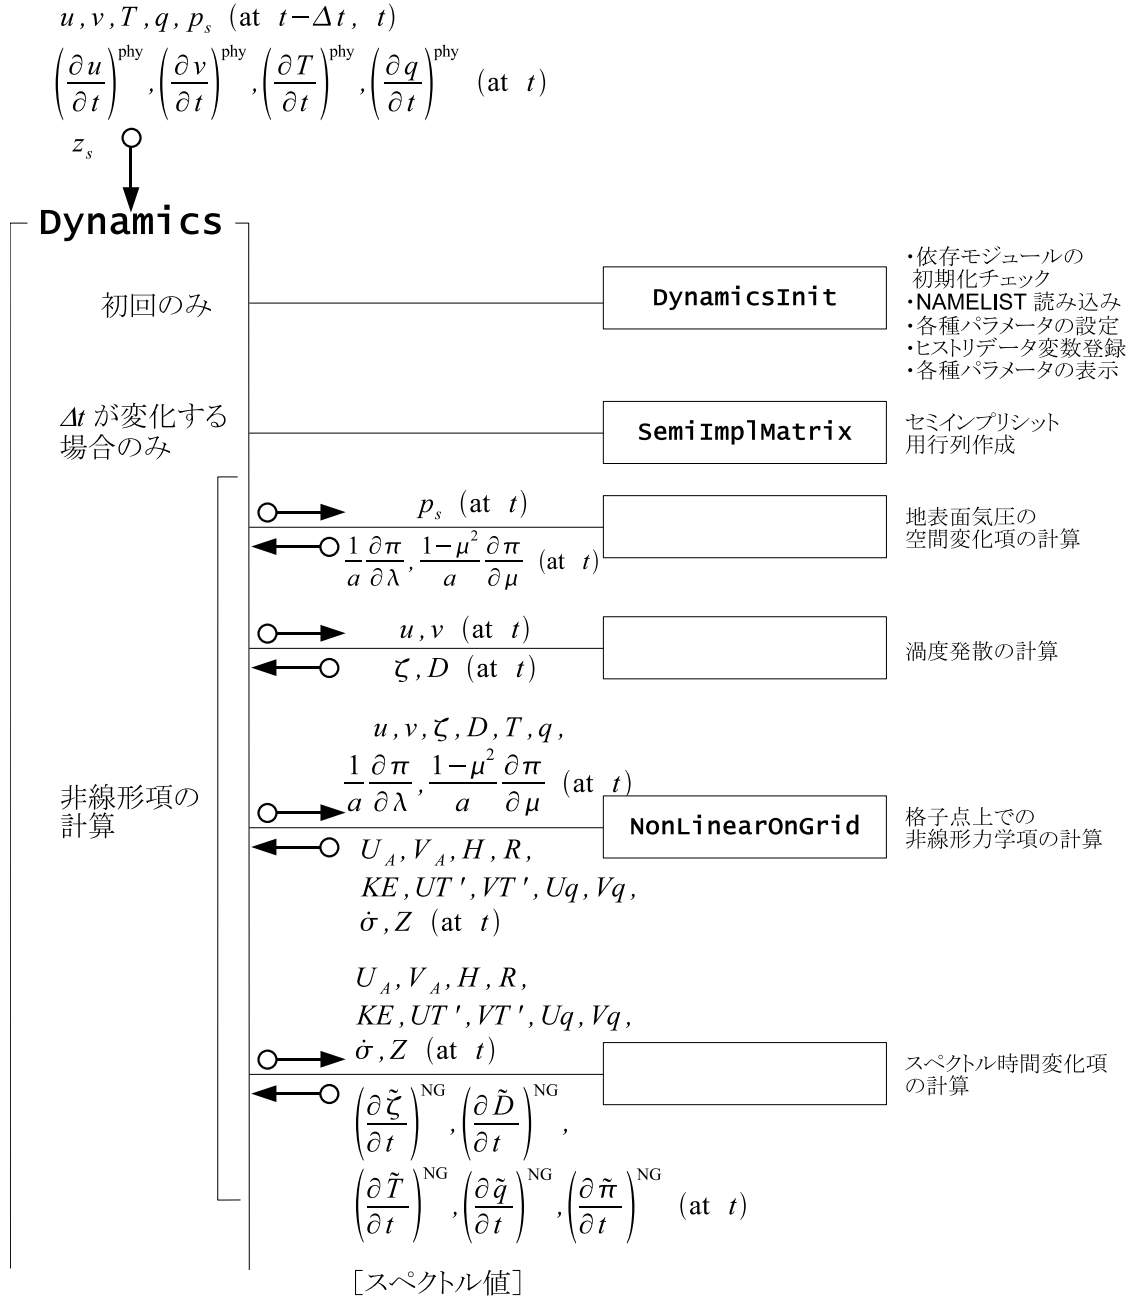 u, v, T, q, p_s (at t−Δt, t)
(∂u/∂t)^phy, (∂v/∂t)^phy, (∂T/∂t)^phy, (∂q/∂t)^phy (at t)
z_s
Dynamics
初回のみ
DynamicsInit
・依存モジュールの
初期化チェック
・NAMELIST 読み込み
・各種パラメータの設定
・ヒストリデータ変数登録
・各種パラメータの表示
Δt が変化する
場合のみ
SemiImplMatrix
セミインプリシット
用行列作成
非線形項の
計算
p_s (at t)
1/a ∂π/∂λ, (1−μ²)/a ∂π/∂μ (at t)
地表面気圧の
空間変化項の計算
u, v (at t)
ζ, D (at t)
渦度発散の計算
u, v, ζ, D, T, q,
1/a ∂π/∂λ, (1−μ²)/a ∂π/∂μ (at t)
NonLinearOnGrid
格子点上での
非線形力学項の計算
U_A, V_A, H, R,
KE, UT', VT', Uq, Vq,
σ̇, Z (at t)
U_A, V_A, H, R,
KE, UT', VT', Uq, Vq,
σ̇, Z (at t)
スペクトル時間変化項
の計算
(∂ζ̃/∂t)^NG, (∂D̃/∂t)^NG,
(∂T̃/∂t)^NG, (∂q̃/∂t)^NG, (∂π̃/∂t)^NG (at t)
[スペクトル値]